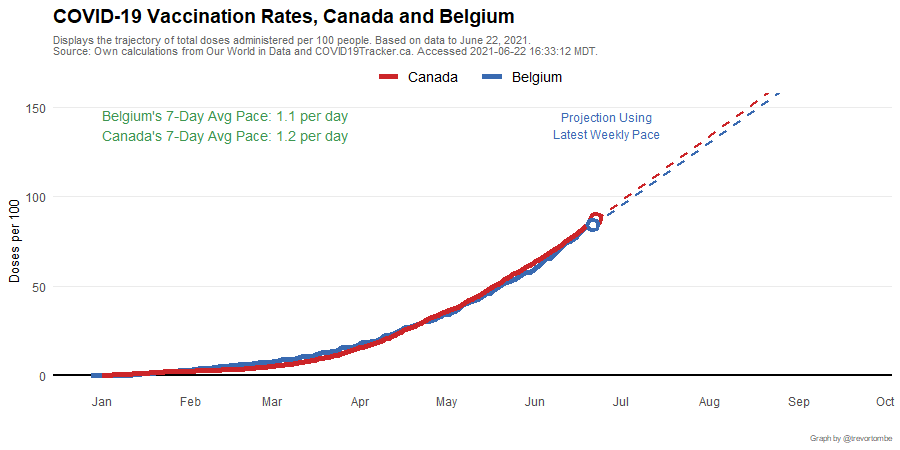 COVID-19 Vaccination Rates, Canada and Belgium
Displays the trajectory of total doses administered per 100 people. Based on data to June 22, 2021.
Source: Own calculations from Our World in Data and COVID19Tracker.ca. Accessed 2021-06-22 16:33:12 MDT.
Canada Belgium
Belgium's 7-Day Avg Pace: 1.1 per day
Canada's 7-Day Avg Pace: 1.2 per day
Projection Using
Latest Weekly Pace
Doses per 100
150
100
50
0
Jan Feb Mar Apr May Jun Jul Aug Sep Oct
Graph by @trevortombe